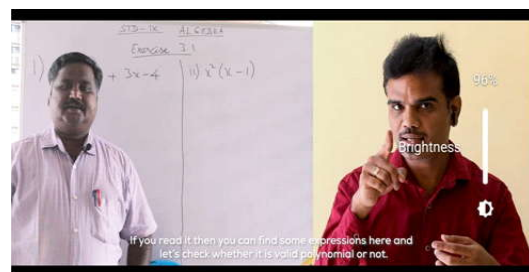 STD-IX ALGEBRA
Exercise 3.1
1) + 3x-4 ii) x² (x-1)
96%
Brightness
If you read it then you can find some expressions here and
let's check whether it is valid polynomial or not.